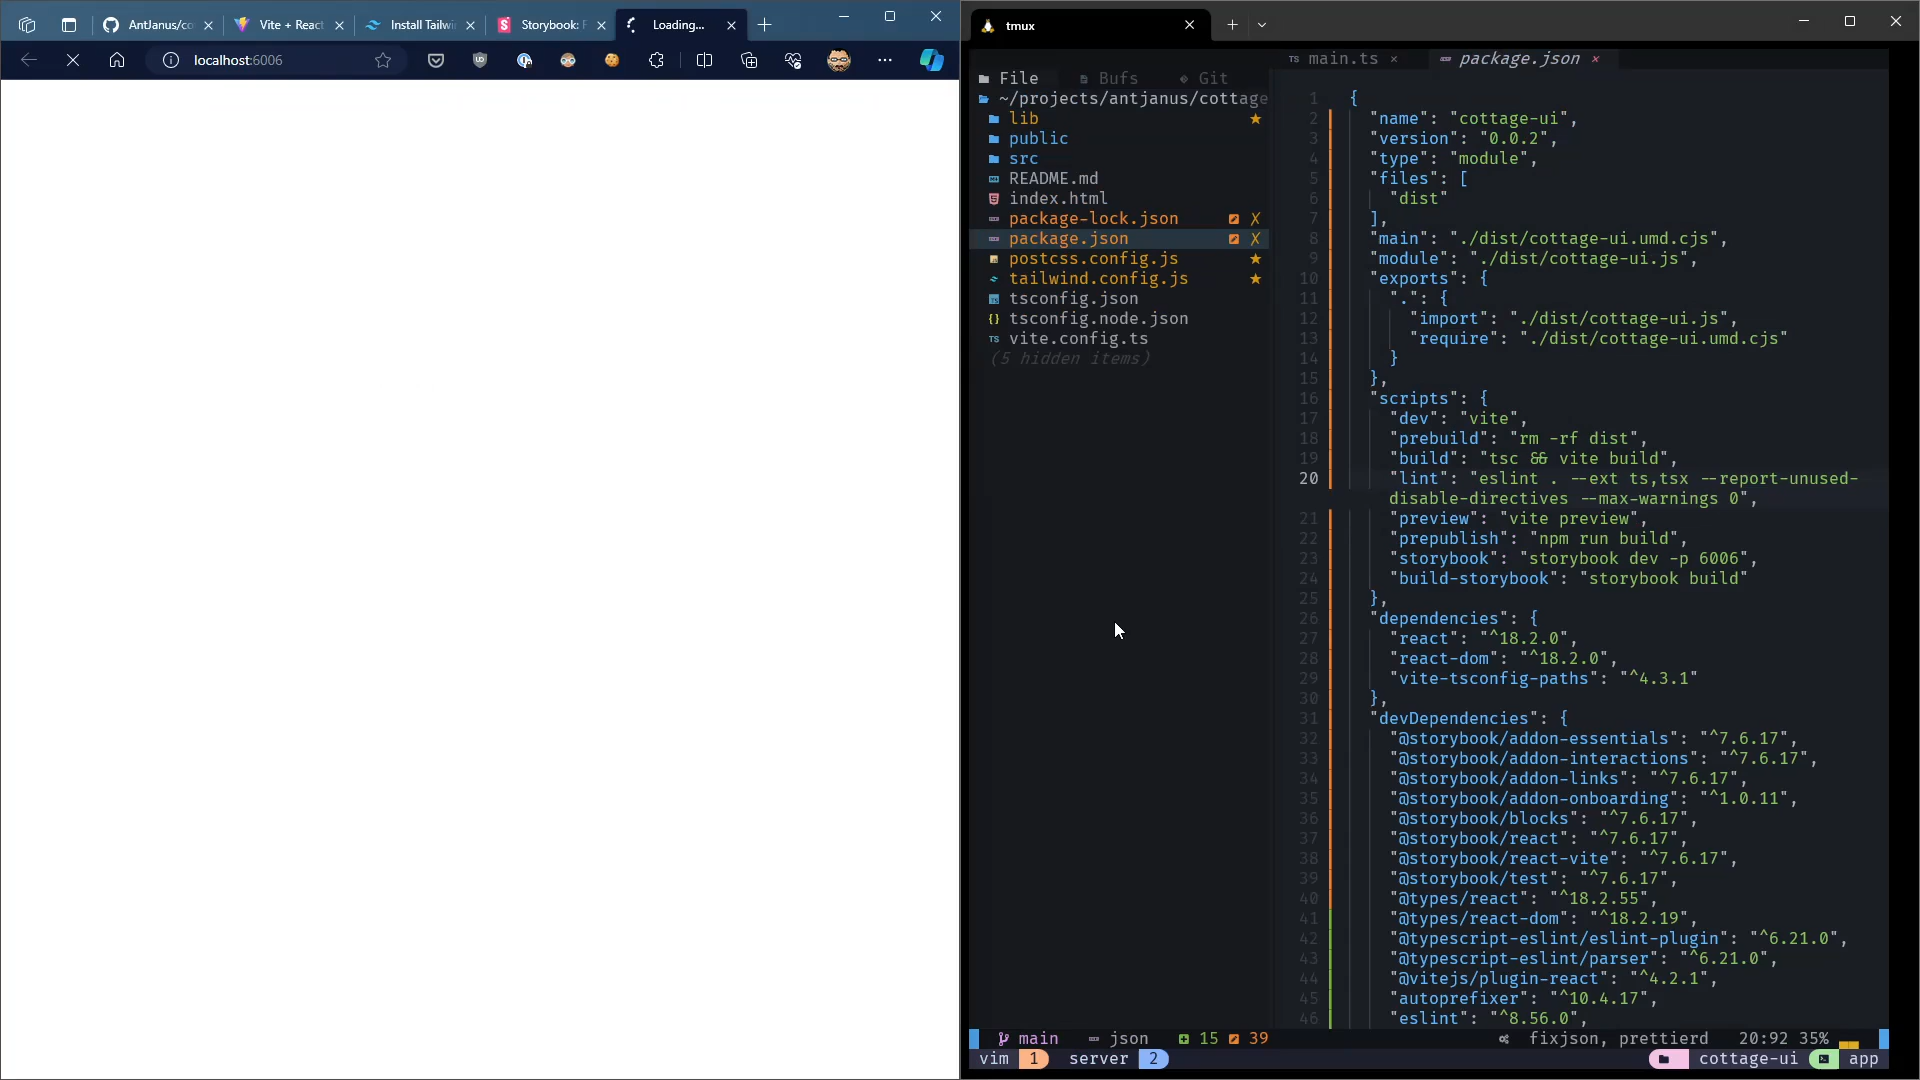 AntJanus/co
Vite + React
Install Tailwi
Storybook: F
Loading...
localhost:6006
tmux
File
Bufs
Git
~/projects/antjanus/cottage
lib
public
src
README.md
index.html
package-lock.json
package.json
postcss.config.js
tailwind.config.js
tsconfig.json
tsconfig.node.json
vite.config.ts
(5 hidden items)
TS main.ts ×
package.json ×
1 {
2 "name": "cottage-ui",
3 "version": "0.0.2",
4 "type": "module",
5 "files": [
6 "dist"
7 ],
8 "main": "./dist/cottage-ui.umd.cjs",
9 "module": "./dist/cottage-ui.js",
10 "exports": {
11 ".": {
12 "import": "./dist/cottage-ui.js",
13 "require": "./dist/cottage-ui.umd.cjs"
14 }
15 },
16 "scripts": {
17 "dev": "vite",
18 "prebuild": "rm -rf dist",
19 "build": "tsc && vite build",
20 "lint": "eslint . --ext ts,tsx --report-unused-
disable-directives --max-warnings 0",
21 "preview": "vite preview",
22 "prepublish": "npm run build",
23 "storybook": "storybook dev -p 6006",
24 "build-storybook": "storybook build"
25 },
26 "dependencies": {
27 "react": "^18.2.0",
28 "react-dom": "^18.2.0",
29 "vite-tsconfig-paths": "^4.3.1"
30 },
31 "devDependencies": {
32 "@storybook/addon-essentials": "^7.6.17",
33 "@storybook/addon-interactions": "^7.6.17",
34 "@storybook/addon-links": "^7.6.17",
35 "@storybook/addon-onboarding": "^1.0.11",
36 "@storybook/blocks": "^7.6.17",
37 "@storybook/react": "^7.6.17",
38 "@storybook/react-vite": "^7.6.17",
39 "@storybook/test": "^7.6.17",
40 "@types/react": "^18.2.55",
41 "@types/react-dom": "^18.2.19",
42 "@typescript-eslint/eslint-plugin": "^6.21.0",
43 "@typescript-eslint/parser": "^6.21.0",
44 "@vitejs/plugin-react": "^4.2.1",
45 "autoprefixer": "^10.4.17",
46 "eslint": "^8.56.0",
main json 15 39 fixjson, prettierd 20:92 35%
vim 1 server 2 cottage-ui app